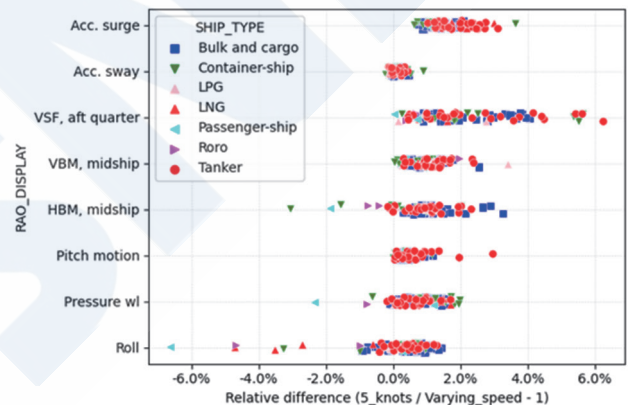 SHIP_TYPE
Bulk and cargo
Container-ship
LPG
LNG
Passenger-ship
Roro
Tanker
RAO_DISPLAY
Acc. surge
Acc. sway
VSF, aft quarter
VBM, midship
HBM, midship
Pitch motion
Pressure wl
Roll
-6.0% -4.0% -2.0% 0.0% 2.0% 4.0% 6.0%
Relative difference (5_knots / Varying_speed - 1)